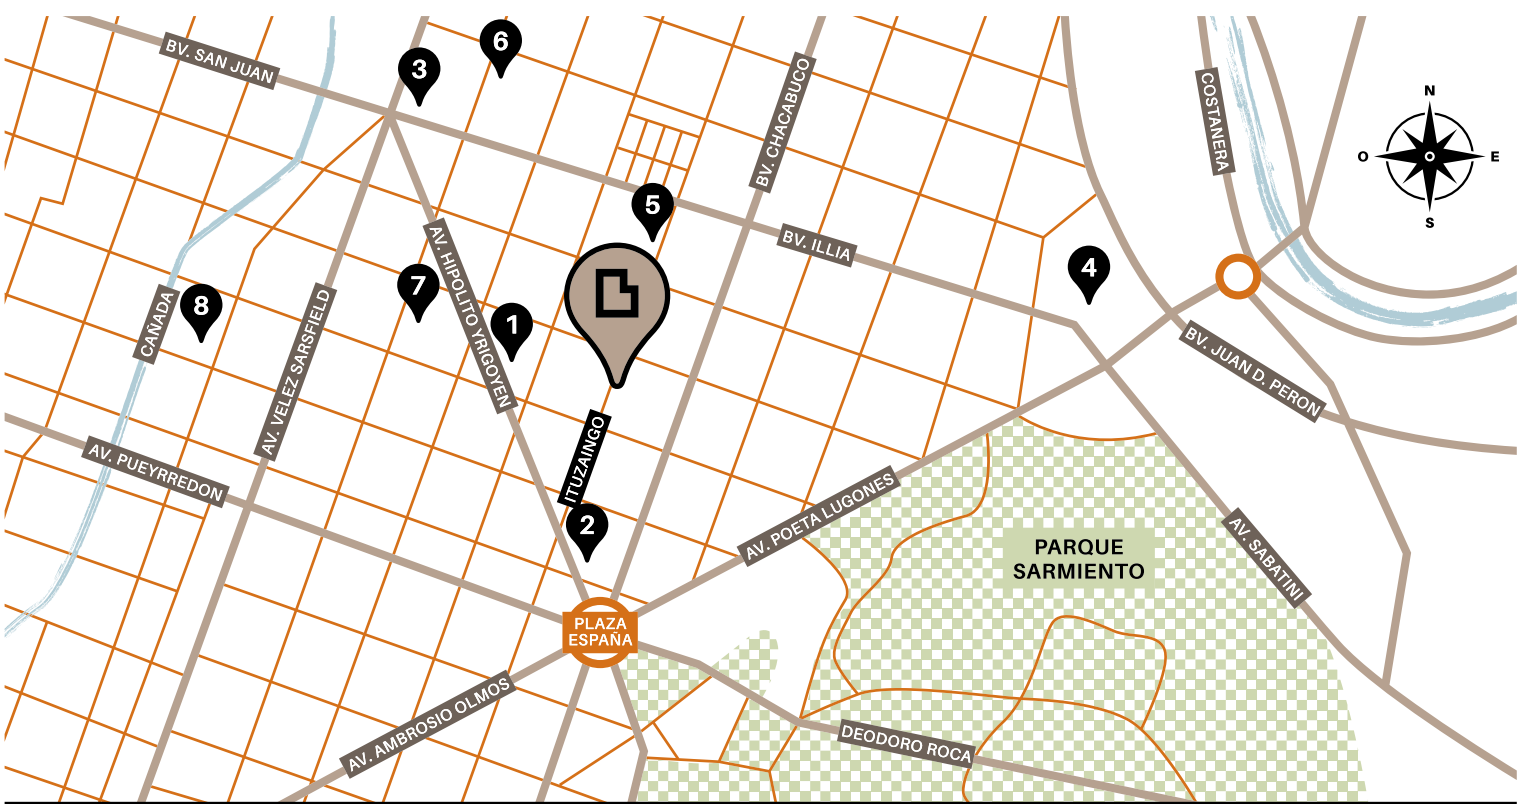 6
3
BV. SAN JUAN
BV. CHACABUCO
COSTANERA
N
O
E
S
5
BV. ILLIA
4
AV. HIPOLITO YRIGOYEN
7
1
8
CAÑADA
AV. VELEZ SARSFIELD
BV. JUAN D. PERON
ITUZAINGO
AV. PUEYRREDON
2
AV. POETA LUGONES
PARQUE
SARMIENTO
AV. SABATINI
PLAZA
ESPAÑA
AV. AMBROSIO OLMOS
DEODORO ROCA